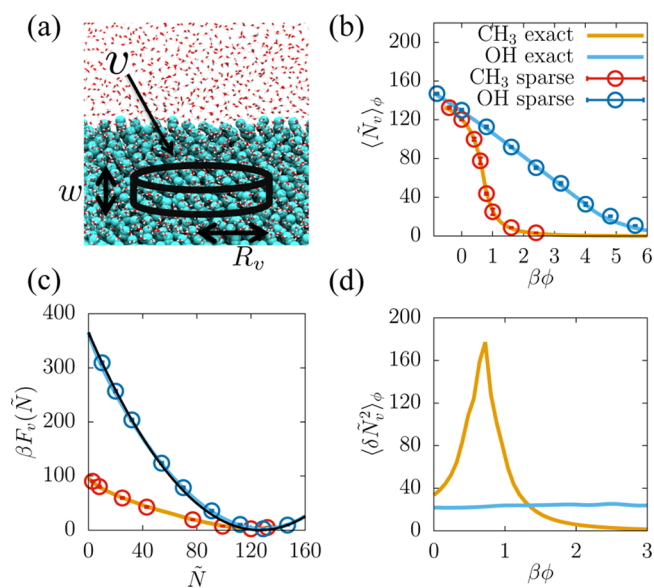 (a)
υ
w
R_v
(b)
220
200
160
120
80
40
0
⟨Ñ_v⟩_ϕ
CH₃ exact
OH exact
CH₃ sparse
OH sparse
0 1 2 3 4 5 6
βϕ
(c)
400
300
200
100
0
βF_v(Ñ)
0 40 80 120 160
Ñ
(d)
200
160
120
80
40
0
⟨δÑ_v²⟩_ϕ
0 1 2 3
βϕ